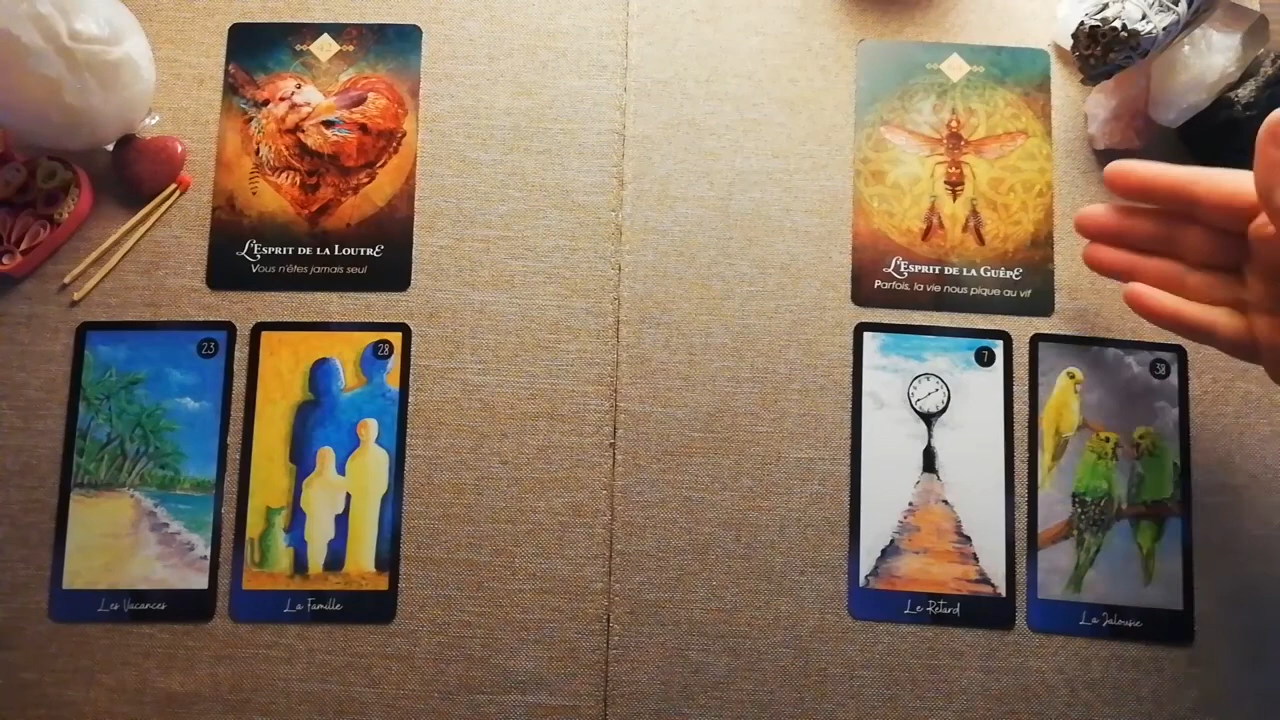 42
L'Esprit de la Loutre
Vous n'êtes jamais seul
L'Esprit de la Guêpe
Parfois, la vie nous pique au vif
23
Les Vacances
28
La Famille
7
Le Retard
38
La Jalousie